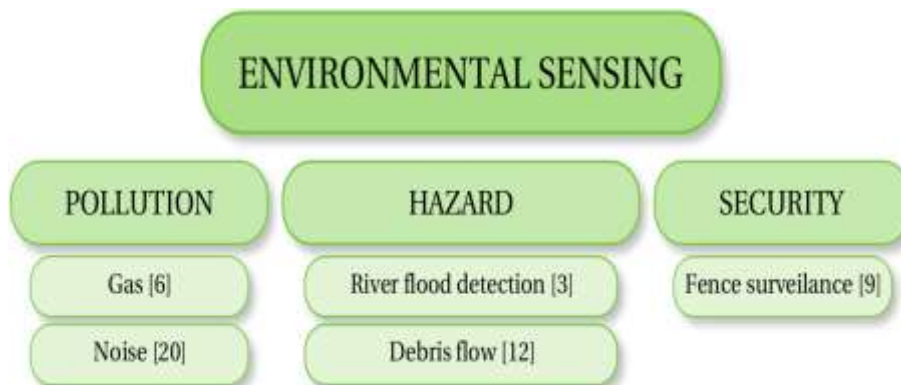 ENVIRONMENTAL SENSING
POLLUTION
HAZARD
SECURITY
Gas [6]
River flood detection [3]
Fence surveilance [9]
Noise [20]
Debris flow [12]